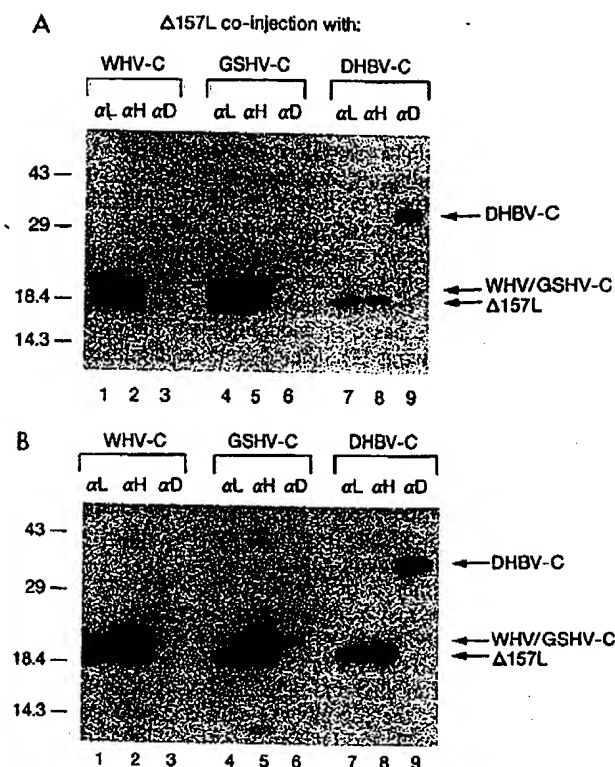 A
Δ157L co-injection with:
WHV-C GSHV-C DHBV-C
αL αH αD αL αH αD αL αH αD
43
29
18.4
14.3
DHBV-C
WHV/GSHV-C
Δ157L
1 2 3 4 5 6 7 8 9
B
WHV-C GSHV-C DHBV-C
αL αH αD αL αH αD αL αH αD
43
29
18.4
14.3
DHBV-C
WHV/GSHV-C
Δ157L
1 2 3 4 5 6 7 8 9